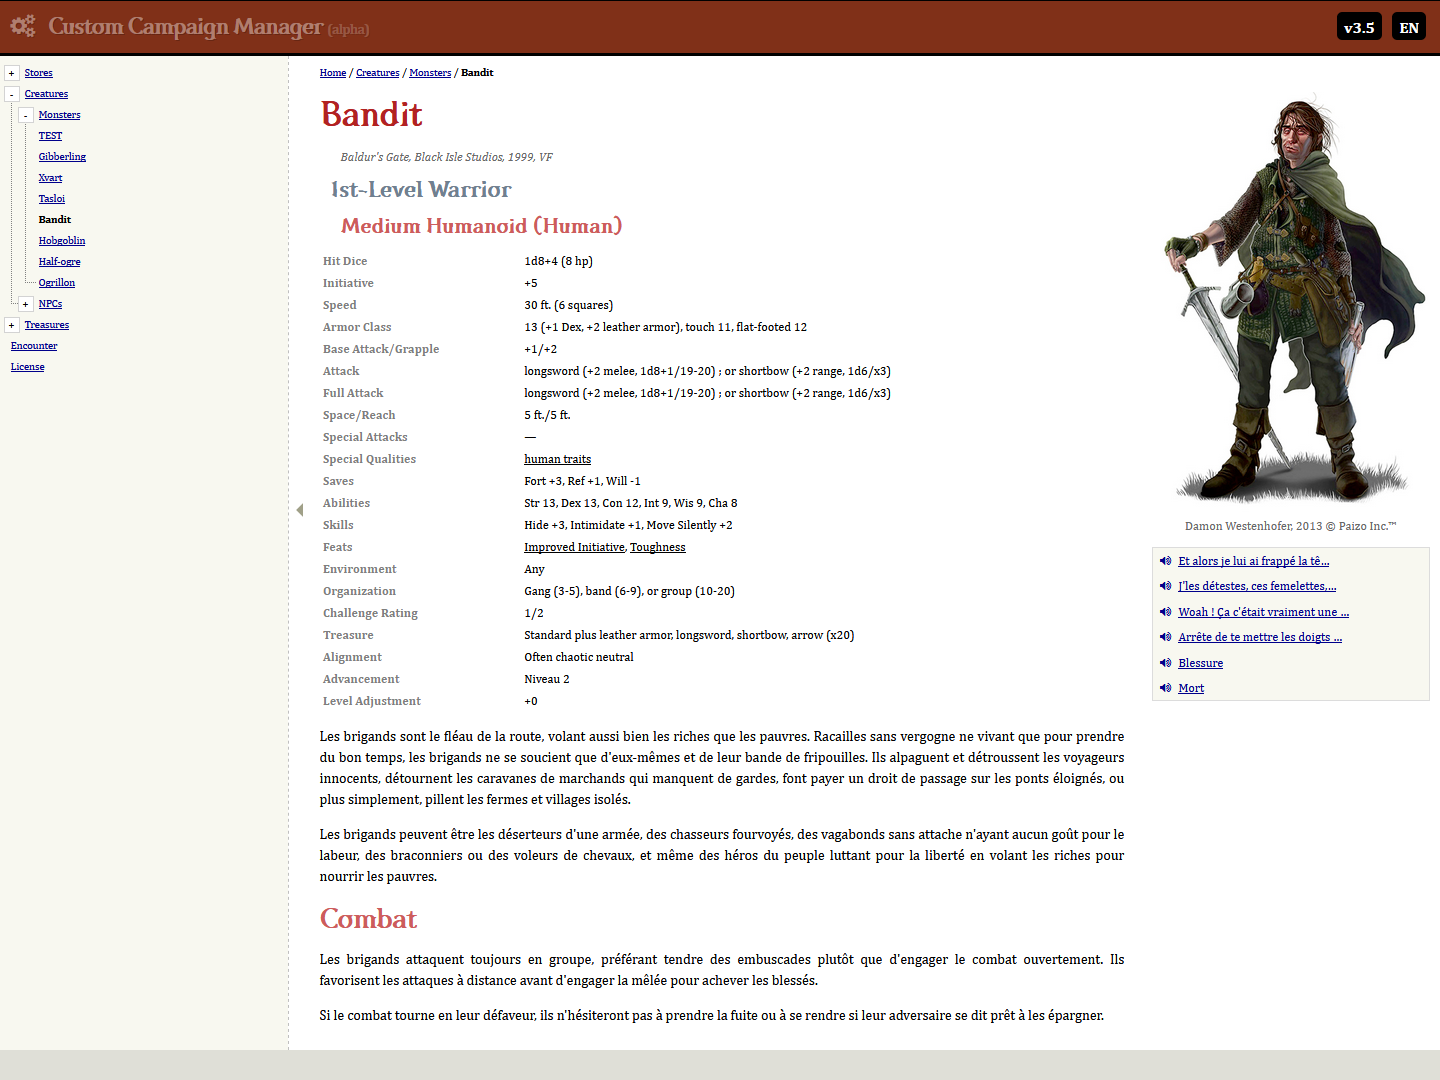 Custom Campaign Manager (alpha)
v3.5 EN
+ Stores
- Creatures
- Monsters
TEST
Gibberling
Xvart
Tasloi
Bandit
Hobgoblin
Half-ogre
Ogrillon
+ NPCs
+ Treasures
Encounter
License
Home / Creatures / Monsters / Bandit
Bandit
Baldur's Gate, Black Isle Studios, 1999, VF
1st-Level Warrior
Medium Humanoid (Human)
Hit Dice 1d8+4 (8 hp)
Initiative +5
Speed 30 ft. (6 squares)
Armor Class 13 (+1 Dex, +2 leather armor), touch 11, flat-footed 12
Base Attack/Grapple +1/+2
Attack longsword (+2 melee, 1d8+1/19-20) ; or shortbow (+2 range, 1d6/x3)
Full Attack longsword (+2 melee, 1d8+1/19-20) ; or shortbow (+2 range, 1d6/x3)
Space/Reach 5 ft./5 ft.
Special Attacks —
Special Qualities human traits
Saves Fort +3, Ref +1, Will -1
Abilities Str 13, Dex 13, Con 12, Int 9, Wis 9, Cha 8
Skills Hide +3, Intimidate +1, Move Silently +2
Feats Improved Initiative, Toughness
Environment Any
Organization Gang (3-5), band (6-9), or group (10-20)
Challenge Rating 1/2
Treasure Standard plus leather armor, longsword, shortbow, arrow (x20)
Alignment Often chaotic neutral
Advancement Niveau 2
Level Adjustment +0
Les brigands sont le fléau de la route, volant aussi bien les riches que les pauvres. Racailles sans vergogne ne vivant que pour prendre
du bon temps, les brigands ne se soucient que d'eux-mêmes et de leur bande de fripouilles. Ils alpaguent et détroussent les voyageurs
innocents, détournent les caravanes de marchands qui manquent de gardes, font payer un droit de passage sur les ponts éloignés, ou
plus simplement, pillent les fermes et villages isolés.
Les brigands peuvent être les déserteurs d'une armée, des chasseurs fourvoyés, des vagabonds sans attache n'ayant aucun goût pour le
labeur, des braconniers ou des voleurs de chevaux, et même des héros du peuple luttant pour la liberté en volant les riches pour
nourrir les pauvres.
Combat
Les brigands attaquent toujours en groupe, préférant tendre des embuscades plutôt que d'engager le combat ouvertement. Ils
favorisent les attaques à distance avant d'engager la mêlée pour achever les blessés.
Si le combat tourne en leur défaveur, ils n'hésiteront pas à prendre la fuite ou à se rendre si leur adversaire se dit prêt à les épargner.
Damon Westenhofer, 2013 © Paizo Inc.™
Et alors je lui ai frappé la tê...
J'les détestes, ces femelettes,...
Woah ! Ça c'était vraiment une ...
Arrête de te mettre les doigts ...
Blessure
Mort